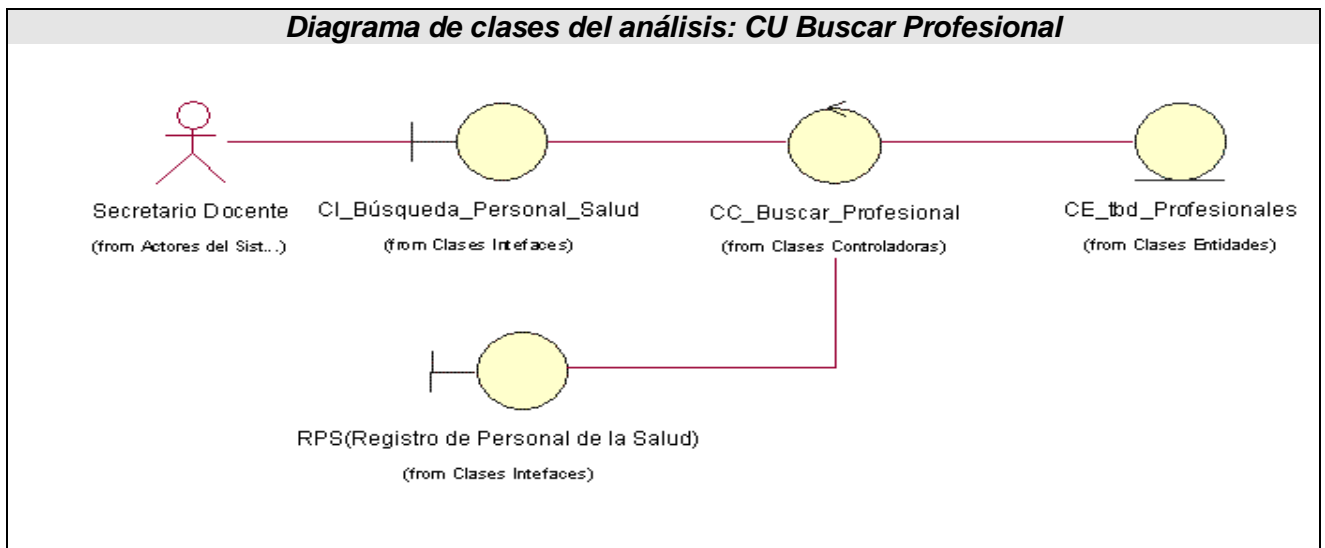 Diagrama de clases del análisis: CU Buscar Profesional
Secretario Docente
(from Actores del Sist...)
CI_Búsqueda_Personal_Salud
(from Clases Intefaces)
CC_Buscar_Profesional
(from Clases Controladoras)
CE_tbd_Profesionales
(from Clases Entidades)
RPS(Registro de Personal de la Salud)
(from Clases Intefaces)